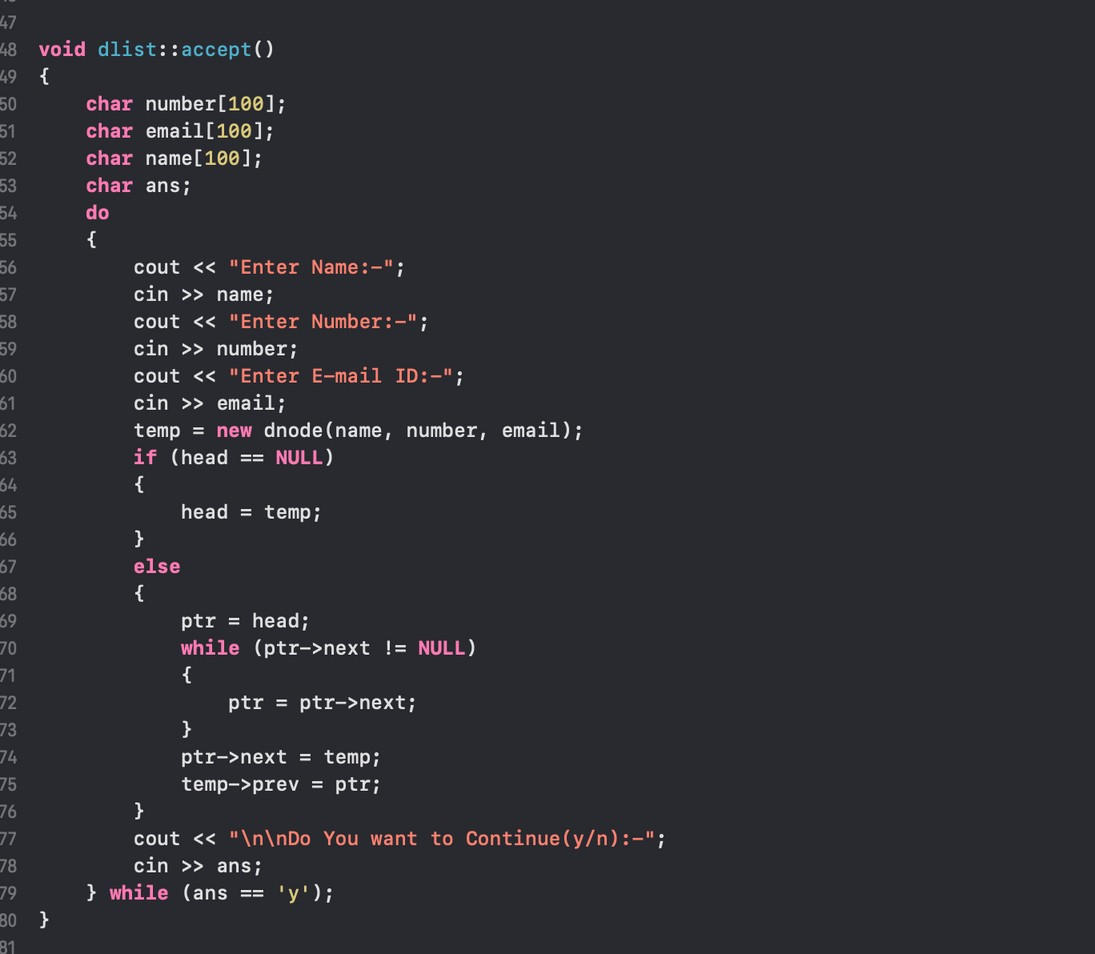 47
48 void dlist::accept()
49 {
50     char number[100];
51     char email[100];
52     char name[100];
53     char ans;
54     do
55     {
56         cout << "Enter Name:-";
57         cin >> name;
58         cout << "Enter Number:-";
59         cin >> number;
60         cout << "Enter E-mail ID:-";
61         cin >> email;
62         temp = new dnode(name, number, email);
63         if (head == NULL)
64         {
65             head = temp;
66         }
67         else
68         {
69             ptr = head;
70             while (ptr->next != NULL)
71             {
72                 ptr = ptr->next;
73             }
74             ptr->next = temp;
75             temp->prev = ptr;
76         }
77         cout << "\n\nDo You want to Continue(y/n):-";
78         cin >> ans;
79     } while (ans == 'y');
80 }
81